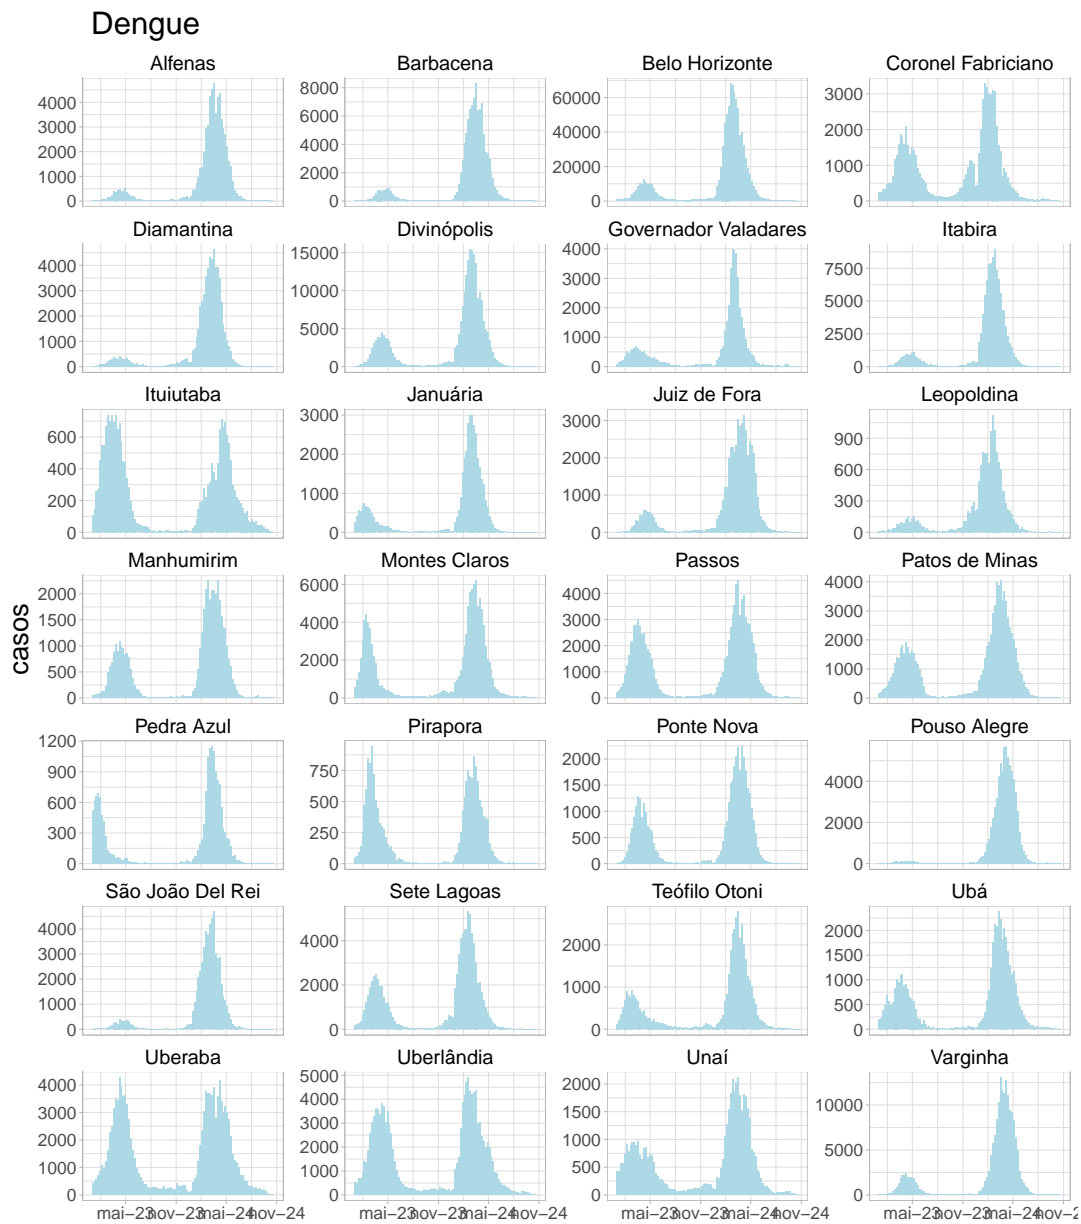 Dengue
Alfenas Barbacena Belo Horizonte Coronel Fabriciano
4000 3000 2000 1000 0
8000 6000 4000 2000 0
60000 40000 20000 0
3000 2000 1000 0
Diamantina Divinópolis Governador Valadares Itabira
4000 3000 2000 1000 0
15000 10000 5000 0
4000 3000 2000 1000 0
7500 5000 2500 0
Ituiutaba Januária Juiz de Fora Leopoldina
600 400 200 0
3000 2000 1000 0
3000 2000 1000 0
900 600 300 0
Manhumirim Montes Claros Passos Patos de Minas
casos
2000 1500 1000 500 0
6000 4000 2000 0
4000 3000 2000 1000 0
4000 3000 2000 1000 0
Pedra Azul Pirapora Ponte Nova Pouso Alegre
1200 900 600 300 0
750 500 250 0
2000 1500 1000 500 0
4000 2000 0
São João Del Rei Sete Lagoas Teófilo Otoni Ubá
4000 3000 2000 1000 0
4000 2000 0
2000 1000 0
2000 1500 1000 500 0
Uberaba Uberlândia Unaí Varginha
4000 3000 2000 1000 0
5000 4000 3000 2000 1000 0
2000 1500 1000 500 0
10000 5000 0
mai–23 nov–23 mai–24 nov–24 mai–23 nov–23 mai–24 nov–24 mai–23 nov–23 mai–24 nov–24 mai–23 nov–23 mai–24 nov–2